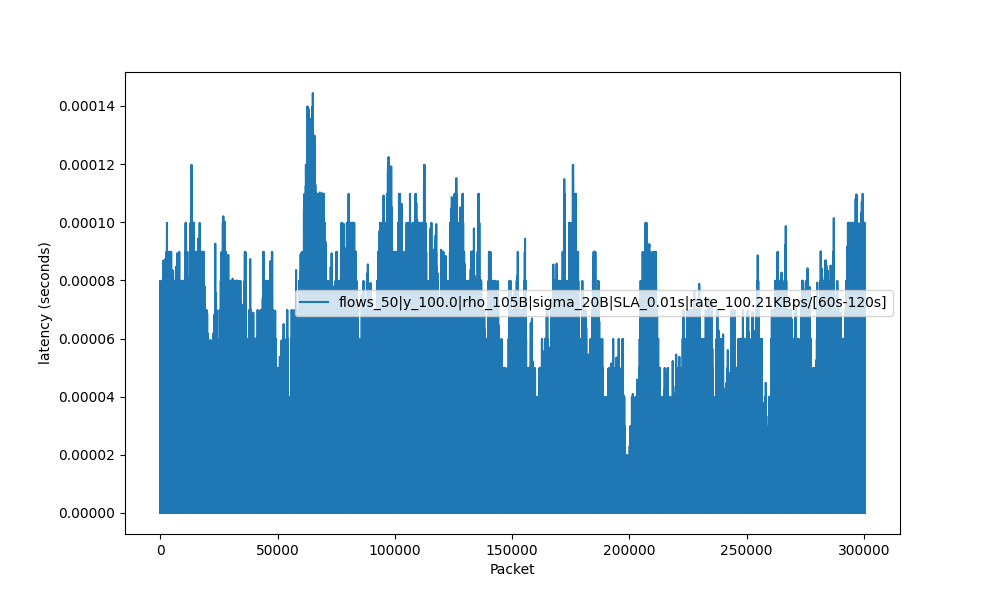 0.00014
0.00012
0.00010
0.00008
0.00006
0.00004
0.00002
0.00000
latency (seconds)
flows_50|y_100.0|rho_105B|sigma_20B|SLA_0.01s|rate_100.21KBps/[60s-120s]
0 50000 100000 150000 200000 250000 300000
Packet